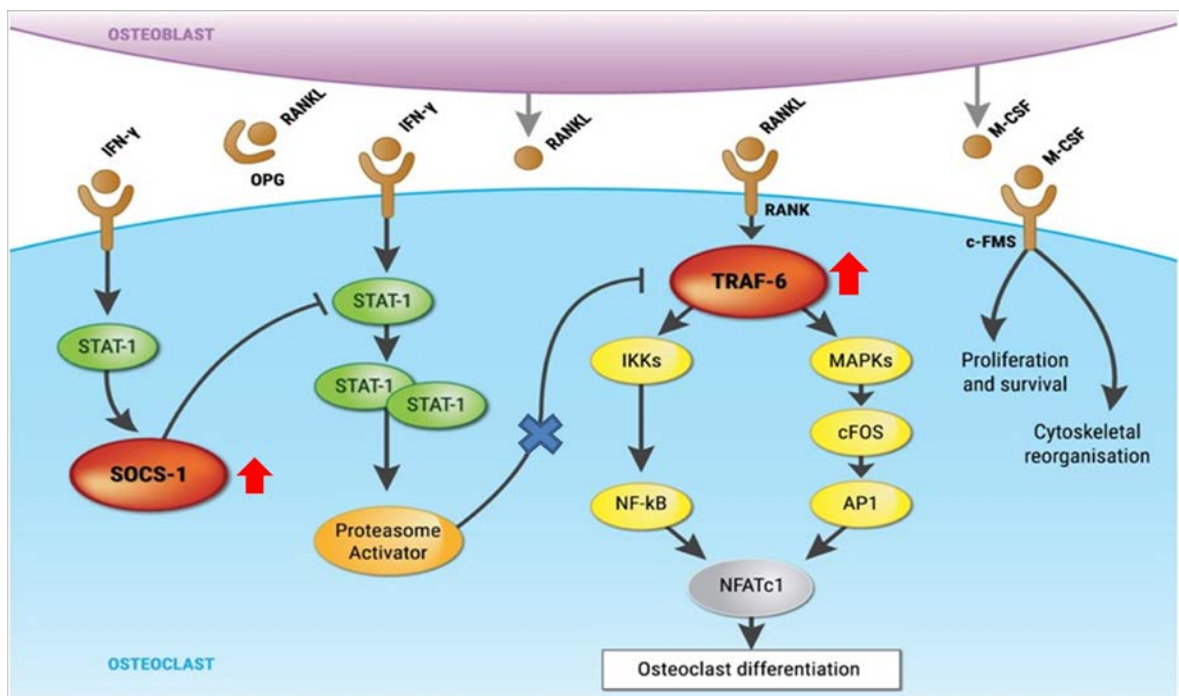 OSTEOBLAST
IFN-γ
RANKL
OPG
IFN-γ
RANKL
RANKL
RANK
M-CSF
M-CSF
c-FMS
STAT-1
SOCS-1
STAT-1
STAT-1
STAT-1
Proteasome
Activator
TRAF-6
IKKs
MAPKs
cFOS
NF-kB
AP1
NFATc1
Osteoclast differentiation
Proliferation
and survival
Cytoskeletal
reorganisation
OSTEOCLAST